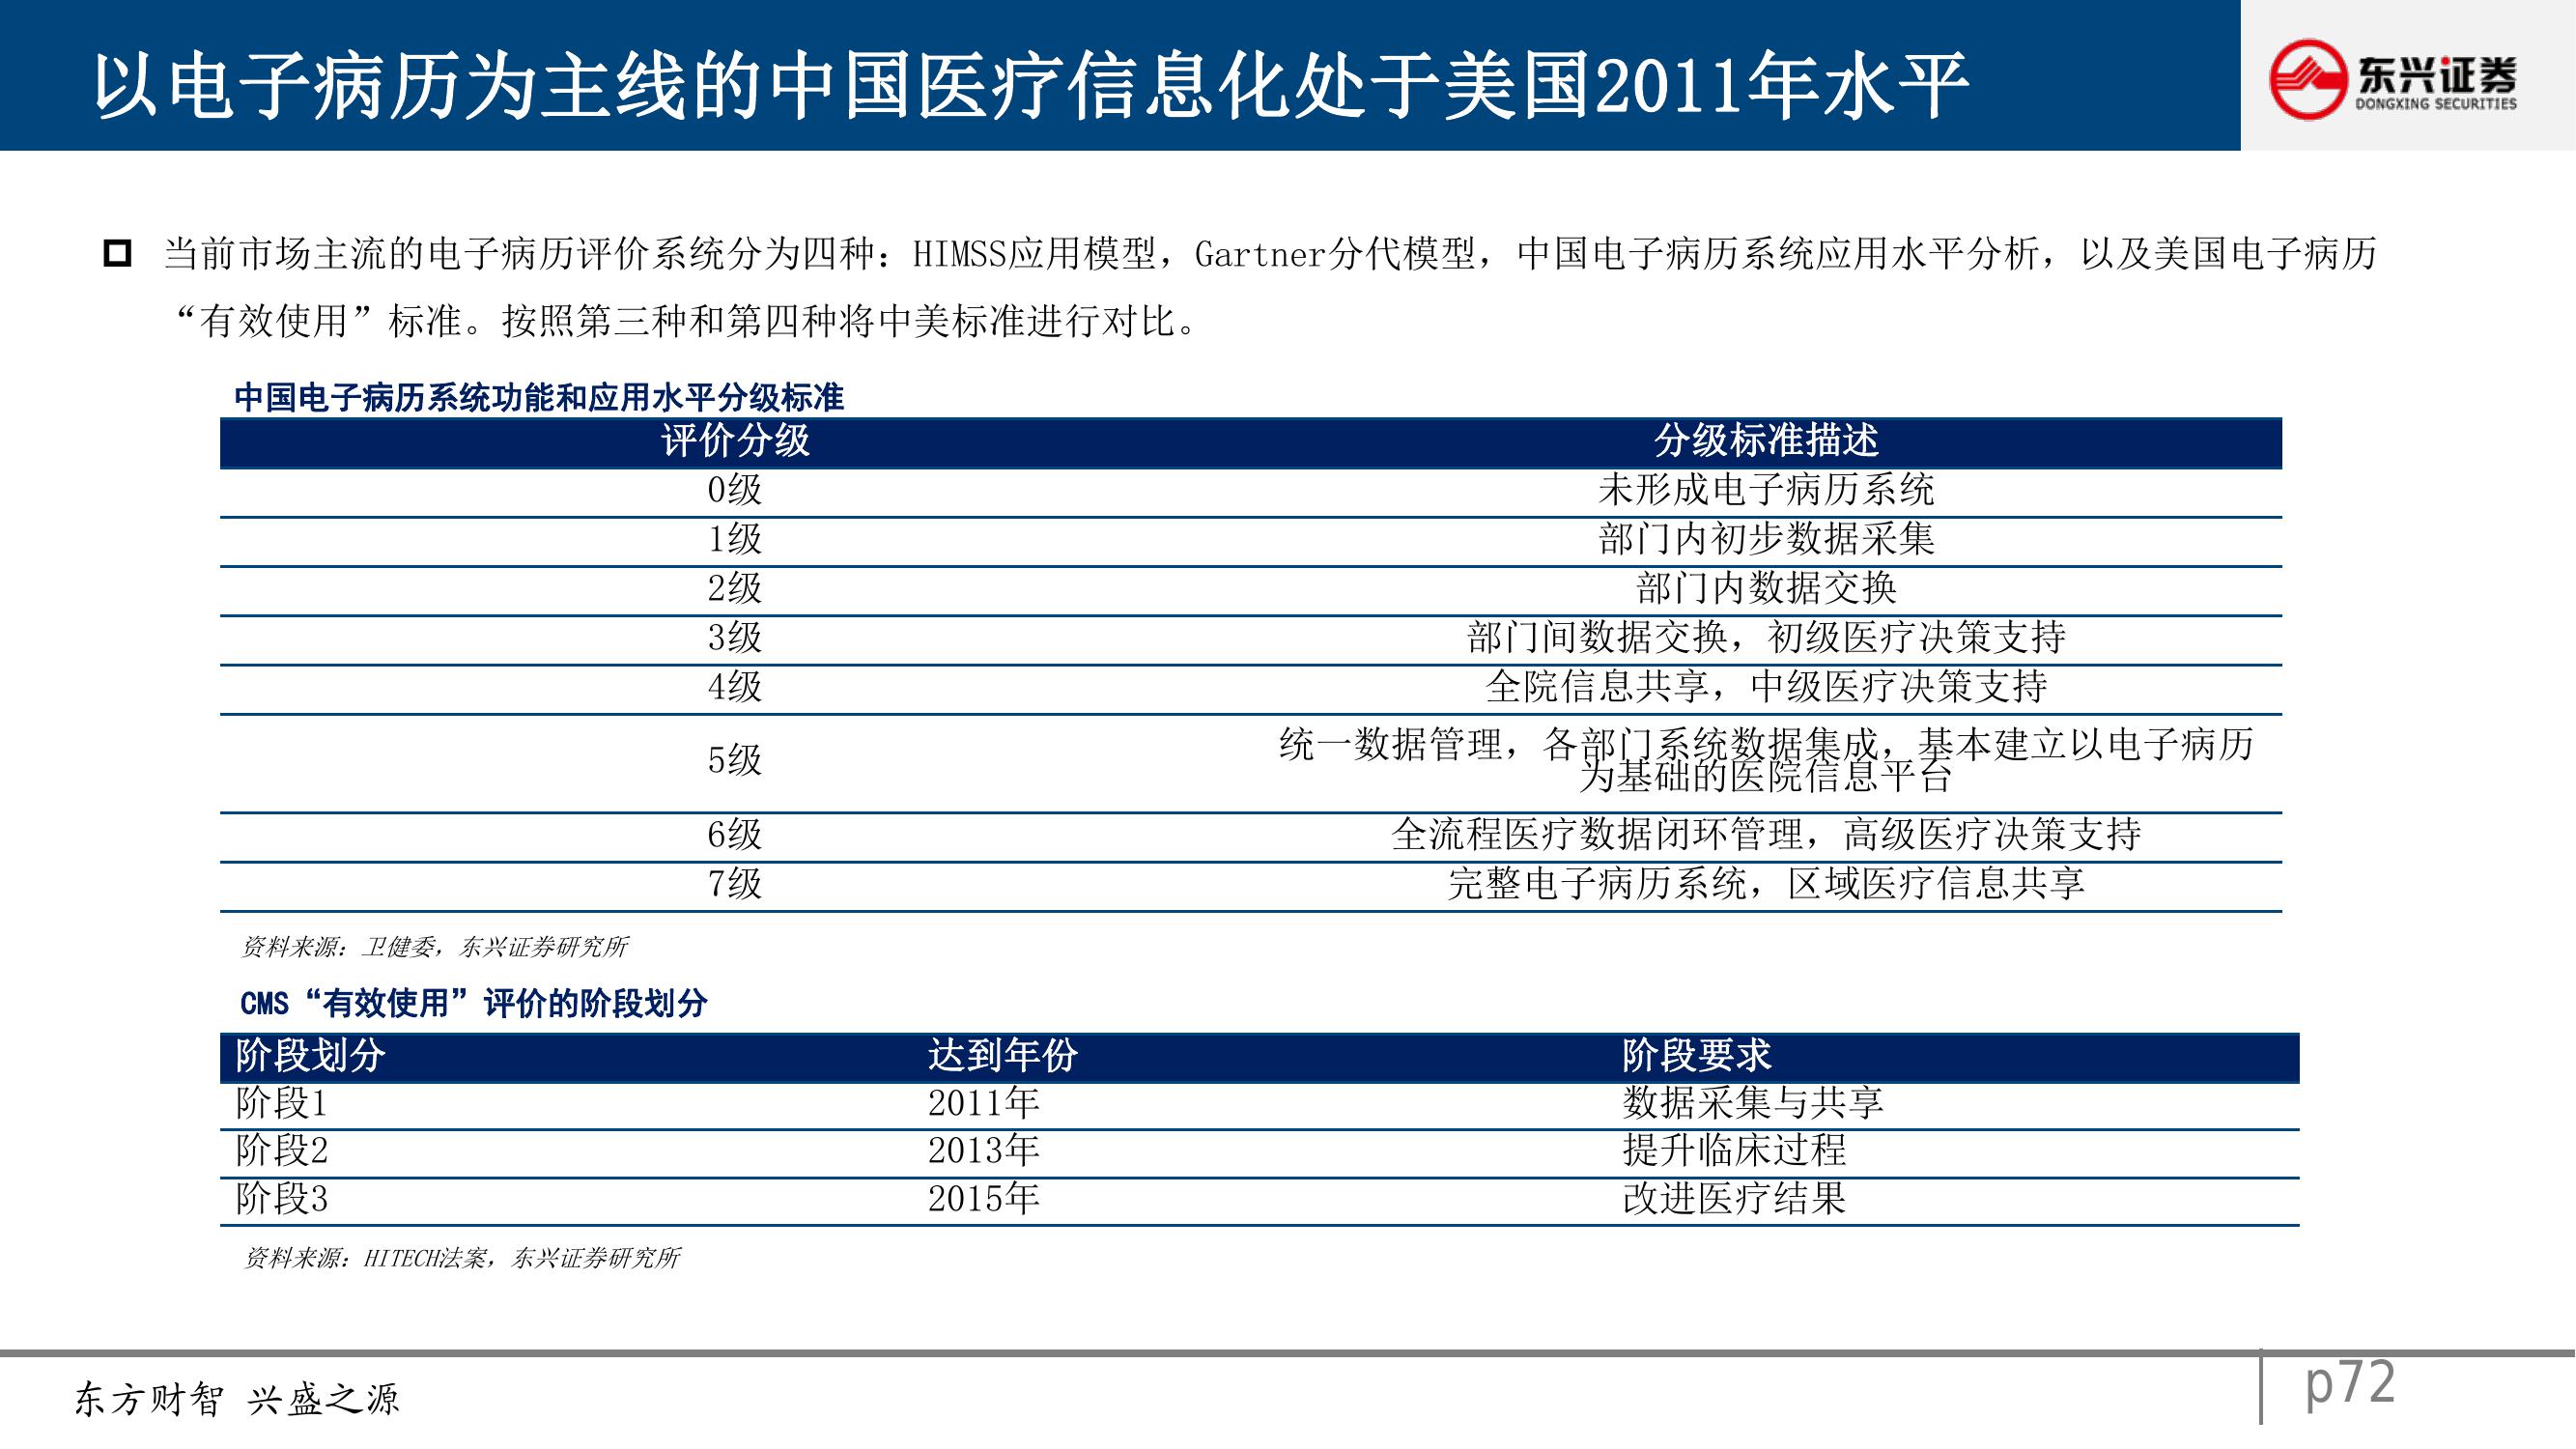 以电子病历为主线的中国医疗信息化处于美国2011年水平
东兴证券
DONGXING SECURITIES
当前市场主流的电子病历评价系统分为四种：HIMSS应用模型，Gartner分代模型，中国电子病历系统应用水平分析，以及美国电子病历
“有效使用”标准。按照第三种和第四种将中美标准进行对比。
中国电子病历系统功能和应用水平分级标准
评价分级 分级标准描述
0级 未形成电子病历系统
1级 部门内初步数据采集
2级 部门内数据交换
3级 部门间数据交换，初级医疗决策支持
4级 全院信息共享，中级医疗决策支持
5级 统一数据管理，各部门系统数据集成，基本建立以电子病历
为基础的医院信息平台
6级 全流程医疗数据闭环管理，高级医疗决策支持
7级 完整电子病历系统，区域医疗信息共享
资料来源：卫健委，东兴证券研究所
CMS“有效使用”评价的阶段划分
阶段划分 达到年份 阶段要求
阶段1 2011年 数据采集与共享
阶段2 2013年 提升临床过程
阶段3 2015年 改进医疗结果
资料来源：HITECH法案，东兴证券研究所
东方财智 兴盛之源
p72